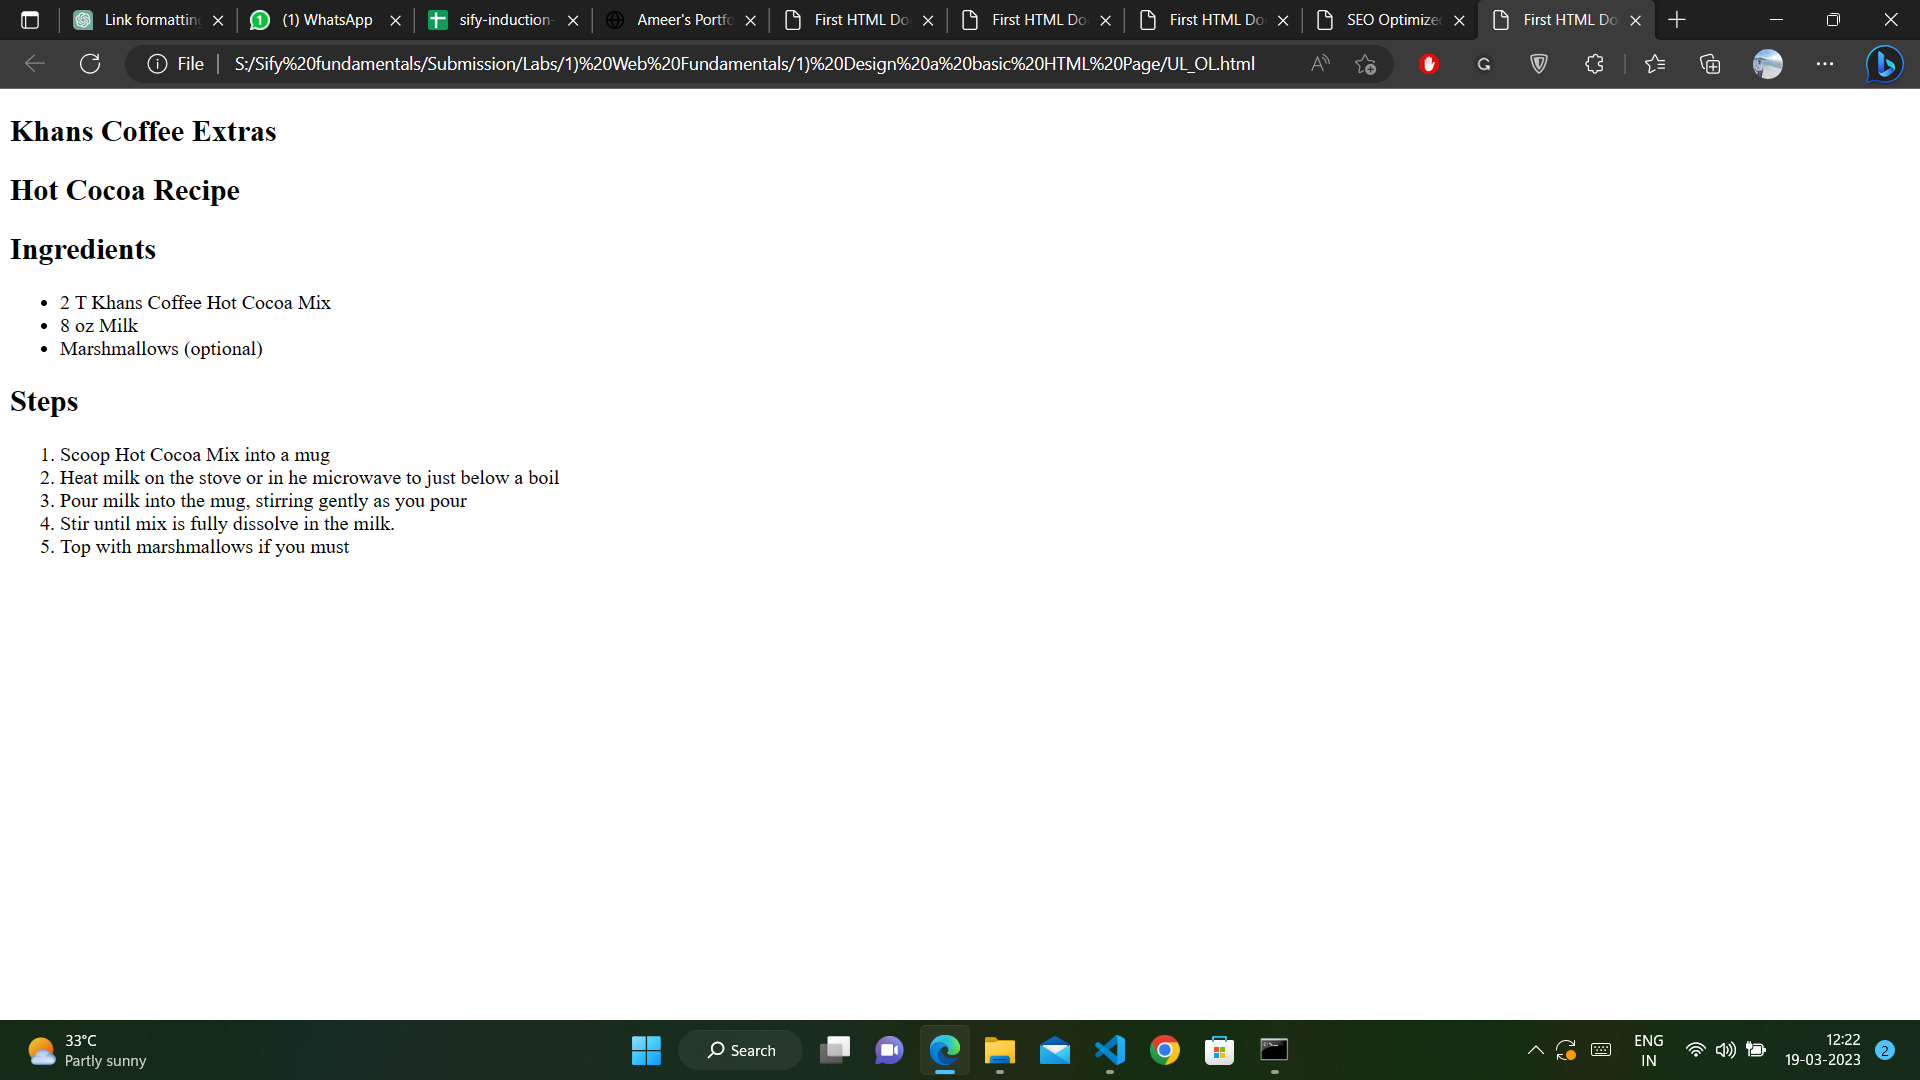 Link formatting
(1) WhatsApp
sify-induction-
Ameer's Portfo
First HTML Do
First HTML Do
First HTML Do
SEO Optimized
First HTML Do
File
S:/Sify%20fundamentals/Submission/Labs/1)%20Web%20Fundamentals/1)%20Design%20a%20basic%20HTML%20Page/UL_OL.html
Khans Coffee Extras
Hot Cocoa Recipe
Ingredients
• 2 T Khans Coffee Hot Cocoa Mix
• 8 oz Milk
• Marshmallows (optional)
Steps
1. Scoop Hot Cocoa Mix into a mug
2. Heat milk on the stove or in he microwave to just below a boil
3. Pour milk into the mug, stirring gently as you pour
4. Stir until mix is fully dissolve in the milk.
5. Top with marshmallows if you must
33°C
Partly sunny
Search
ENG
IN
12:22
19-03-2023
2